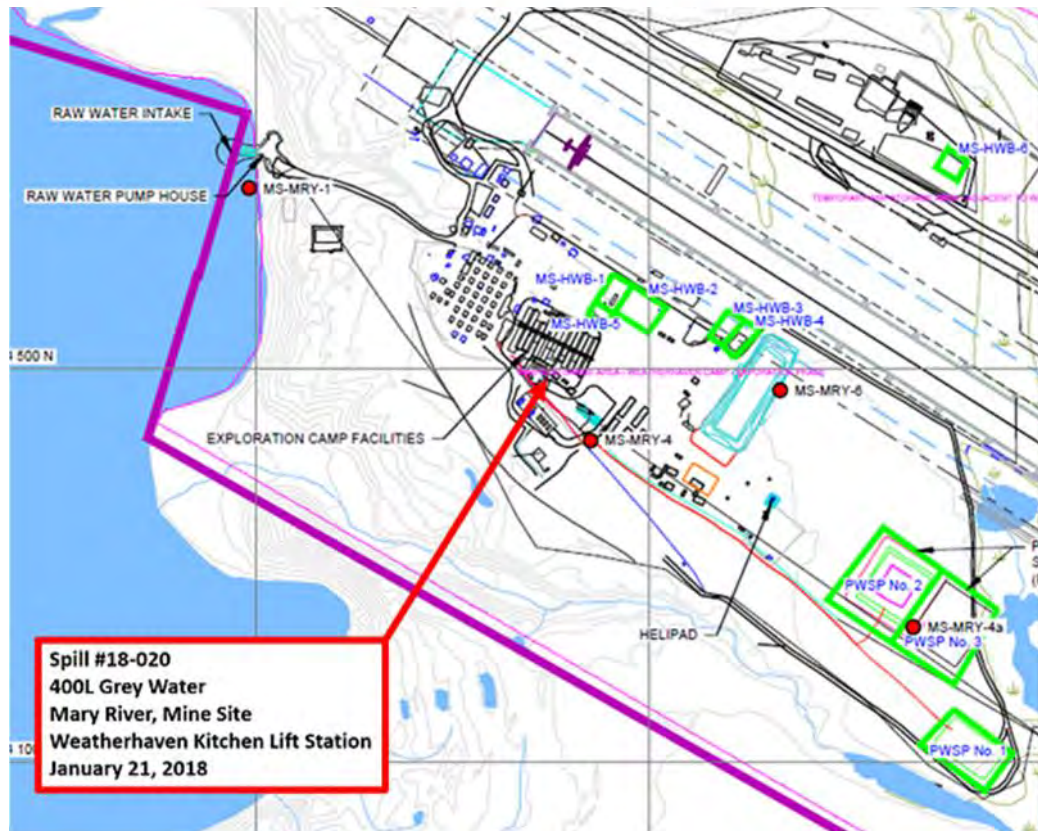 RAW WATER INTAKE
RAW WATER PUMP HOUSE
MS-MRY-1
MS-HWB-6
MS-HWB-1
MS-HWB-2
MS-HWB-5
MS-HWB-3
MS-HWB-4
500 N
MS-MRY-6
EXPLORATION CAMP FACILITIES
MS-MRY-4
HELIPAD
PWSP No. 2
MS-MRY-4a
PWSP No. 3
PWSP No. 1
Spill #18-020
400L Grey Water
Mary River, Mine Site
Weatherhaven Kitchen Lift Station
January 21, 2018